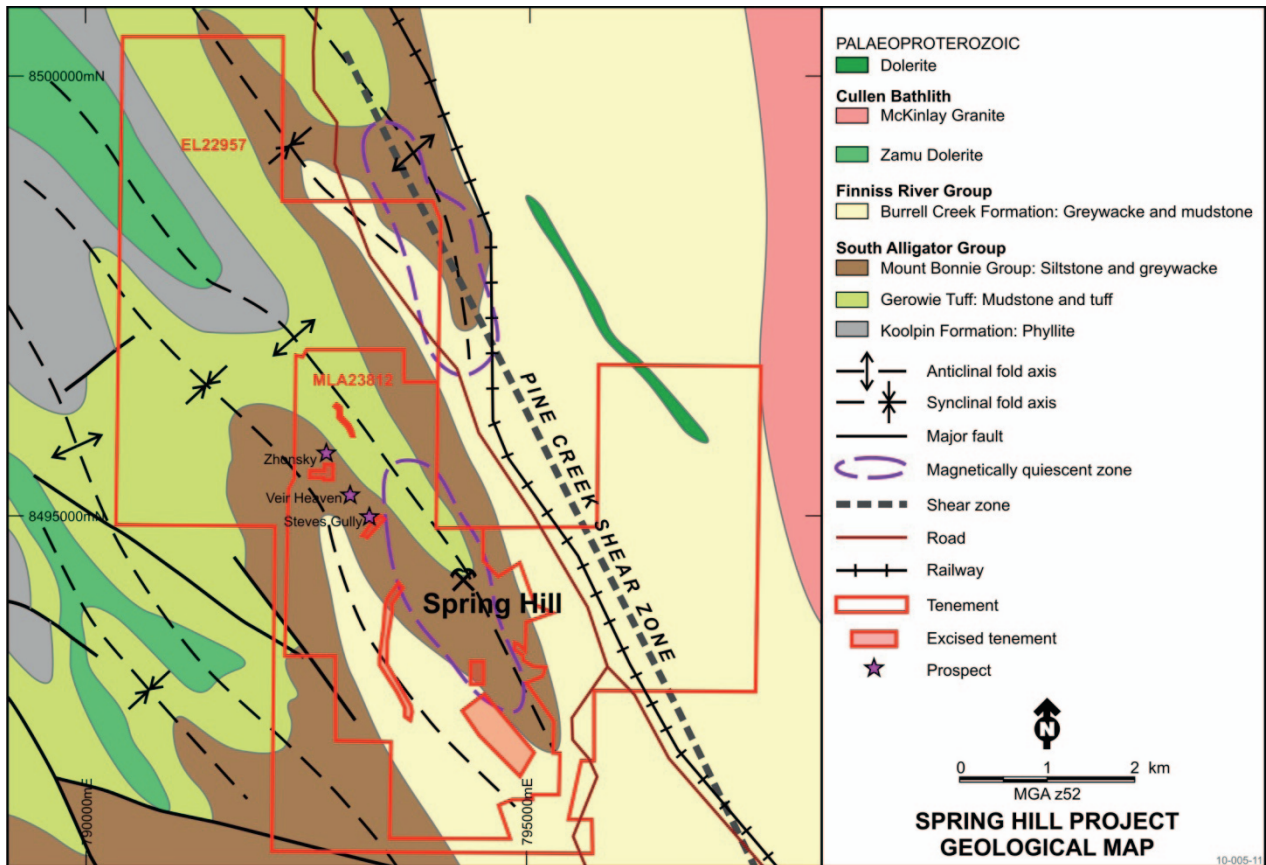 8500000mN
EL22957
MLA23812
Zhonsky
Veir Heaven
8495000mN
Steves Gully
Spring Hill
PINE CREEK SHEAR ZONE
790000mE
795000mE
PALAEOPROTEROZOIC
Dolerite
Cullen Bathlith
McKinlay Granite
Zamu Dolerite
Finniss River Group
Burrell Creek Formation: Greywacke and mudstone
South Alligator Group
Mount Bonnie Group: Siltstone and greywacke
Gerowie Tuff: Mudstone and tuff
Koolpin Formation: Phyllite
Anticlinal fold axis
Synclinal fold axis
Major fault
Magnetically quiescent zone
Shear zone
Road
Railway
Tenement
Excised tenement
Prospect
N
0 1 2 km
MGA z52
SPRING HILL PROJECT
GEOLOGICAL MAP
10-005-11